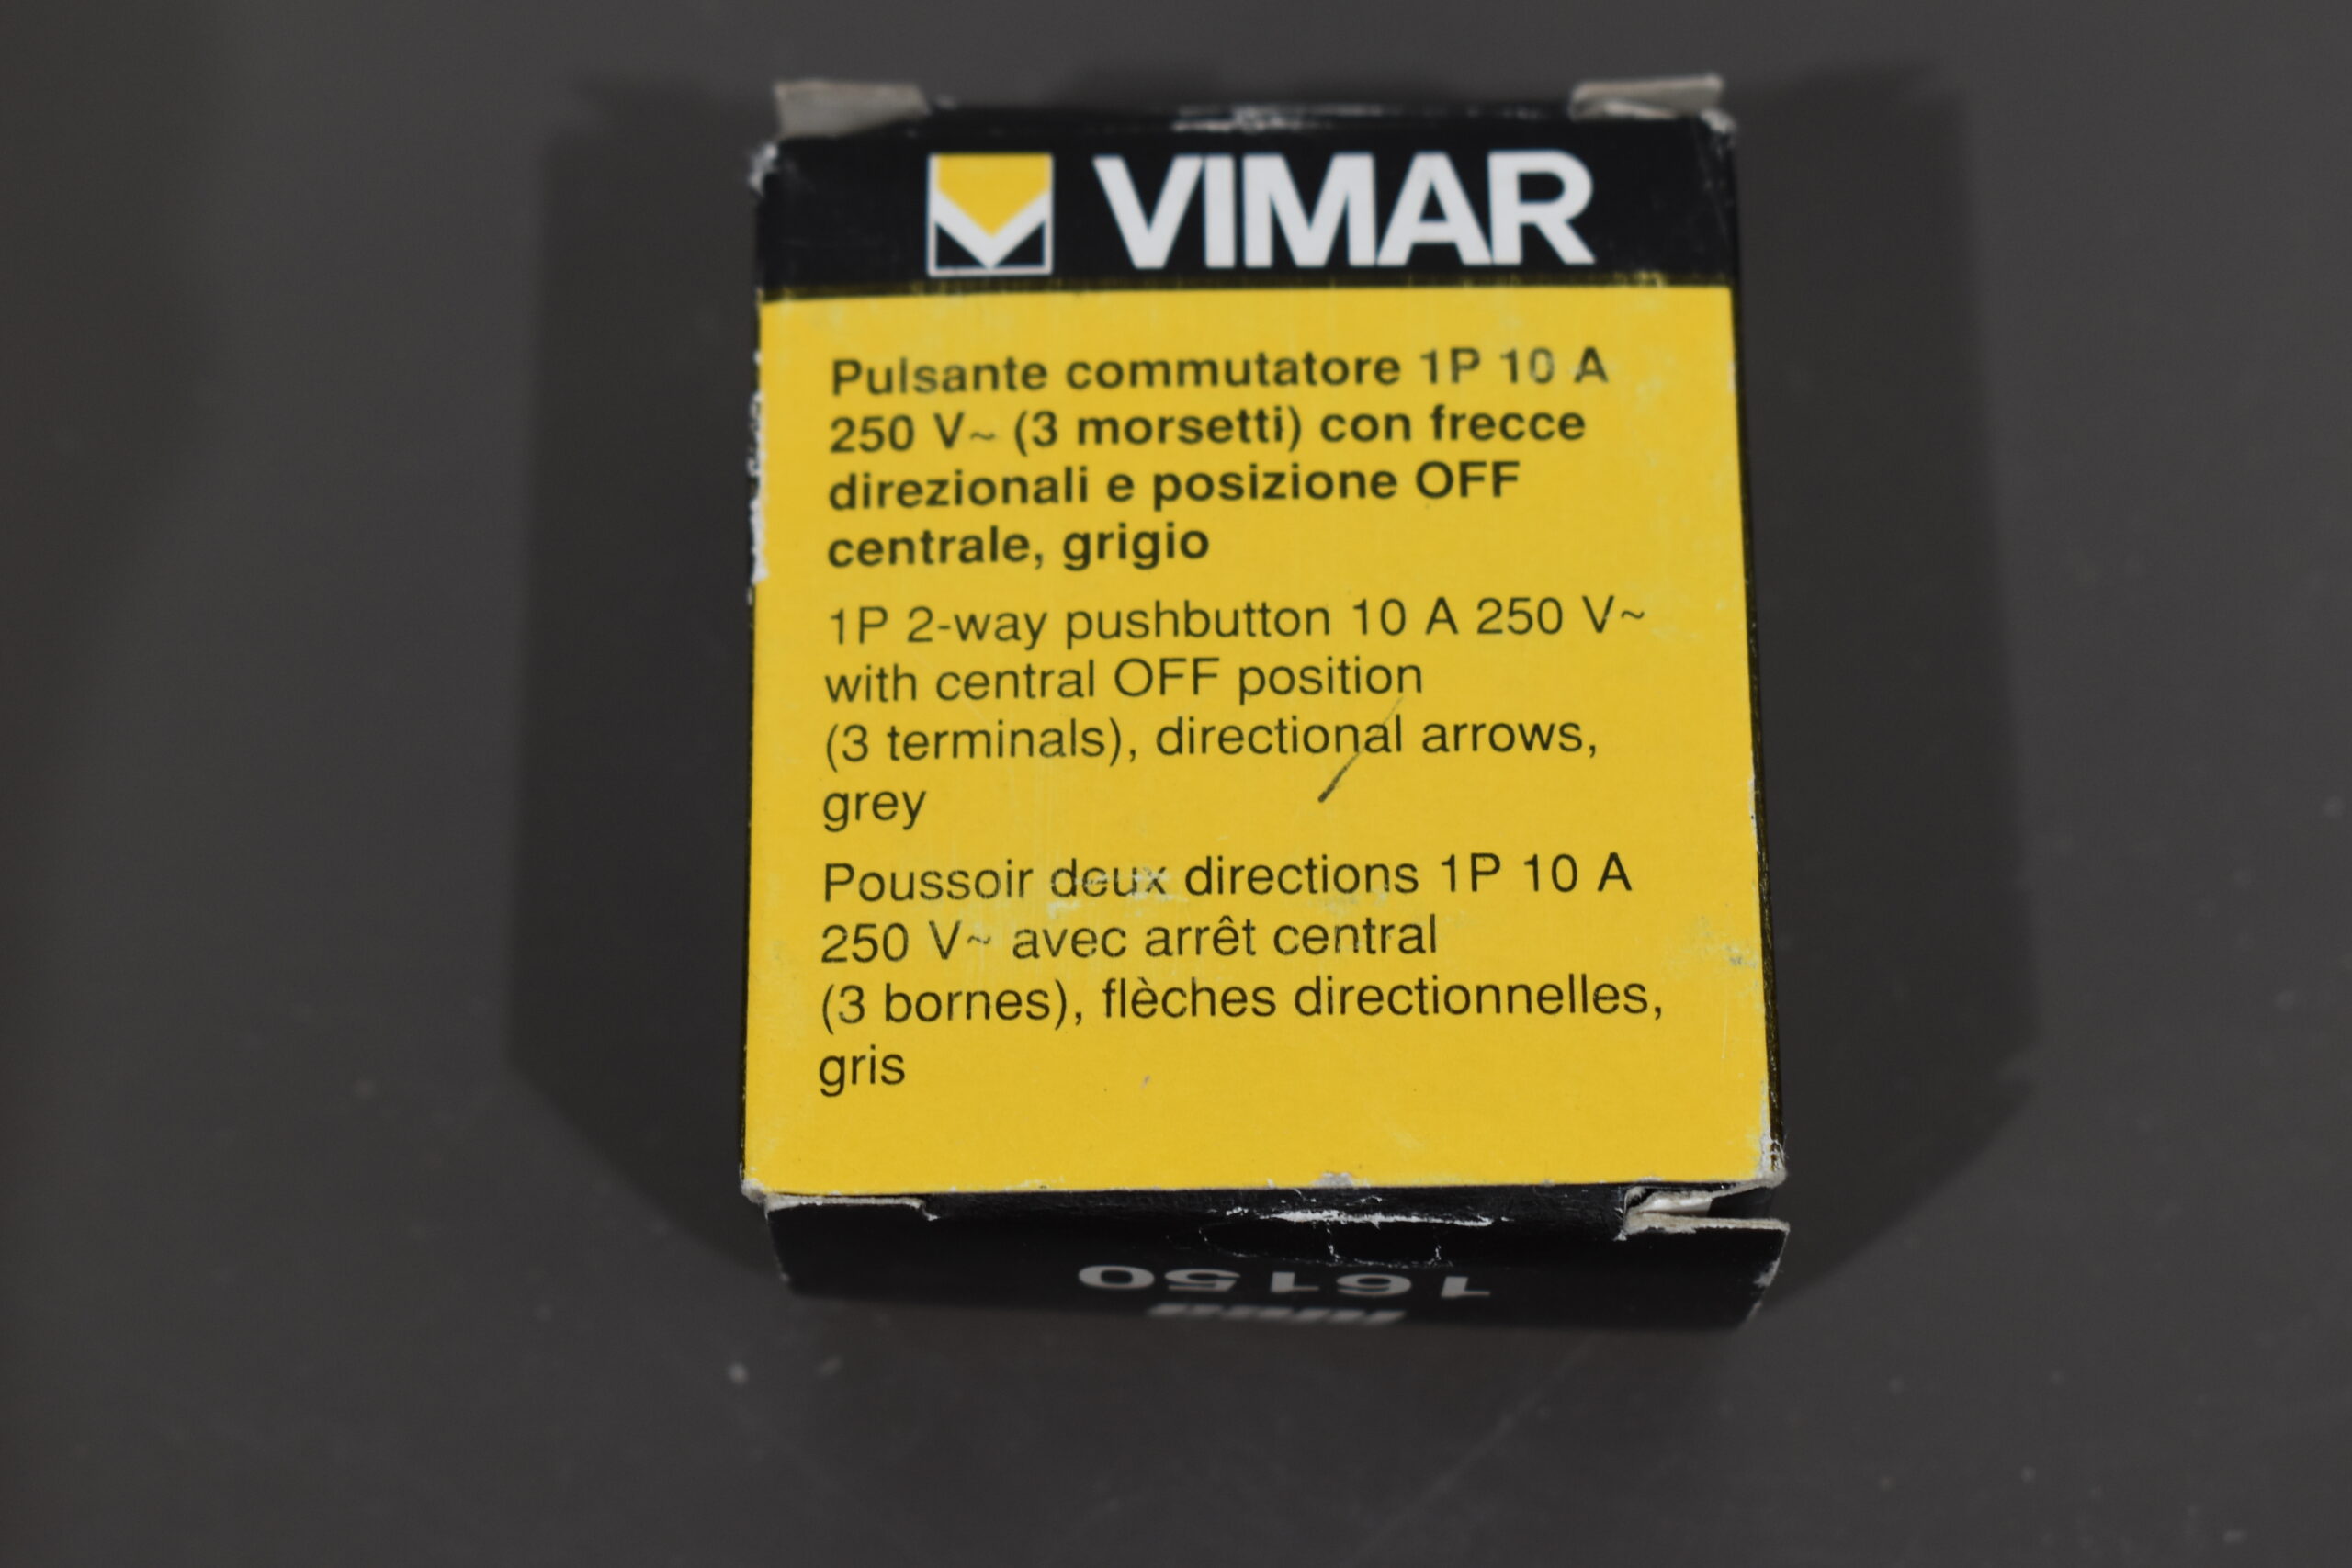 VIMAR
Pulsante commutatore 1P 10 A
250 V~ (3 morsetti) con frecce
direzionali e posizione OFF
centrale, grigio
1P 2-way pushbutton 10 A 250 V~
with central OFF position
(3 terminals), directional arrows,
grey
Poussoir deux directions 1P 10 A
250 V~ avec arrêt central
(3 bornes), flèches directionnelles,
gris
16150